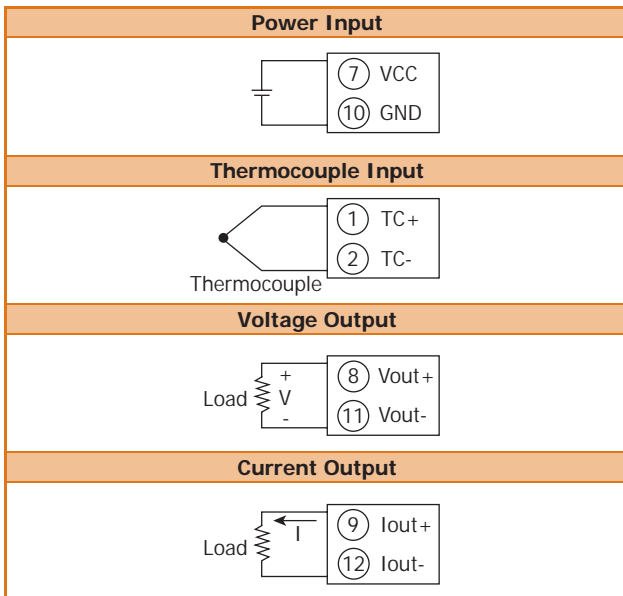 Power Input
7 VCC
10 GND
Thermocouple Input
1 TC+
2 TC-
Thermocouple
Voltage Output
8 Vout+
+
Load V
11 Vout-
-
Current Output
9 Iout+
I
Load
12 Iout-